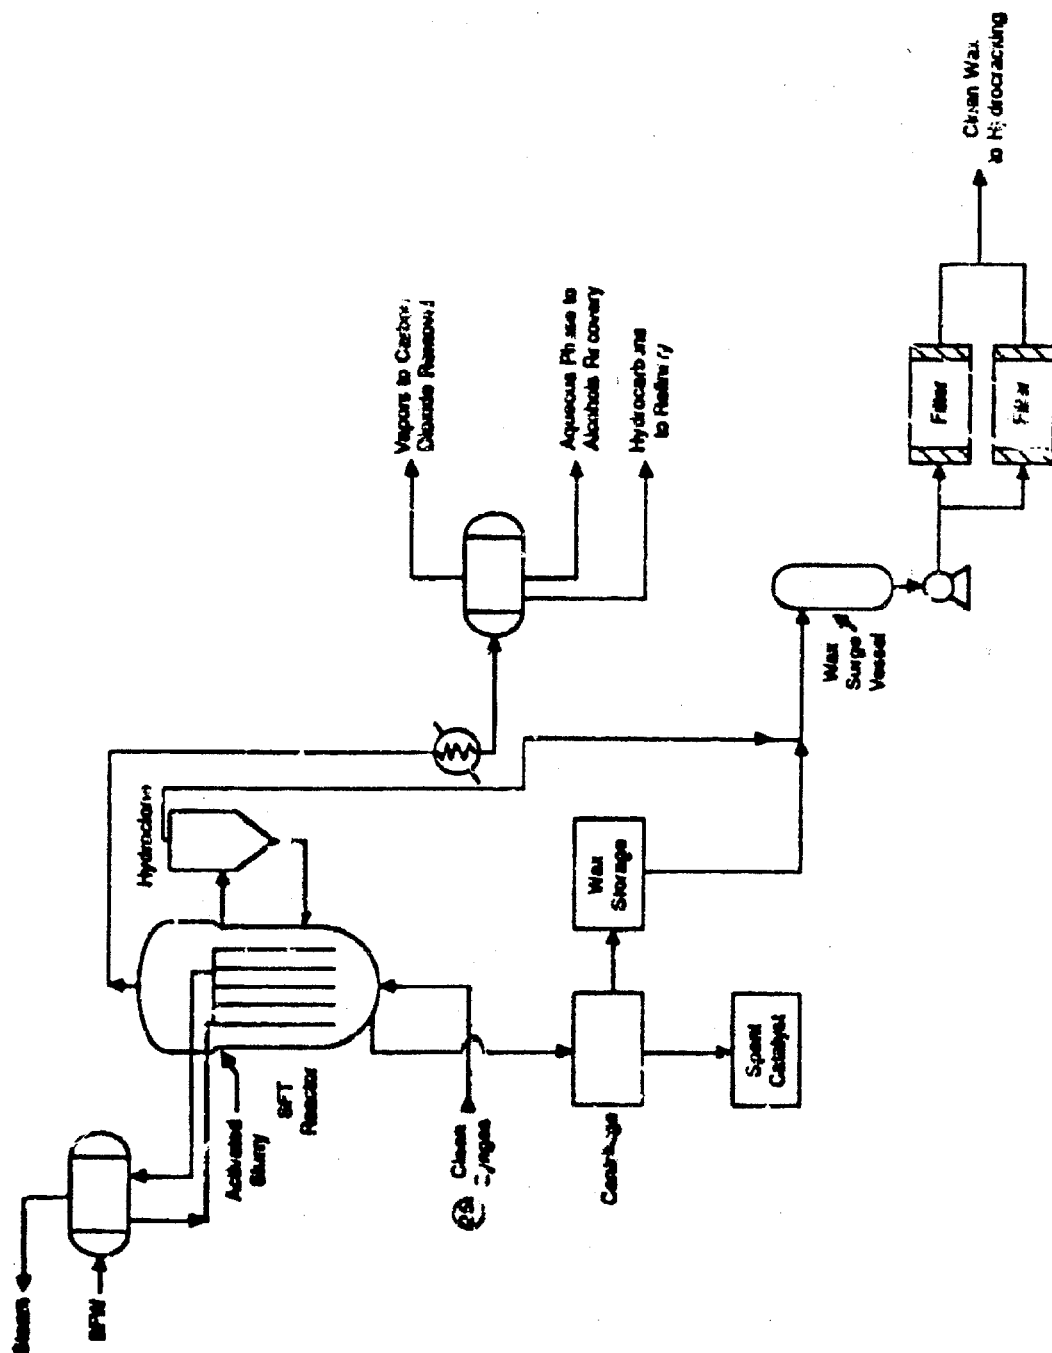 Steam
BFW
Activated
Slurry
SFT
Reactor
Hydroclone
Clean
Centrifuge
Spent
Catalyst
Wax
Storage
Vapors to Carbon
Dioxide Removal
Aqueous Phase to
Alcohols Recovery
Hydrocarbons
to Refinery
Wax
Surge
Vessel
Filter
Filter
Clean Wax
to Hydrocracking